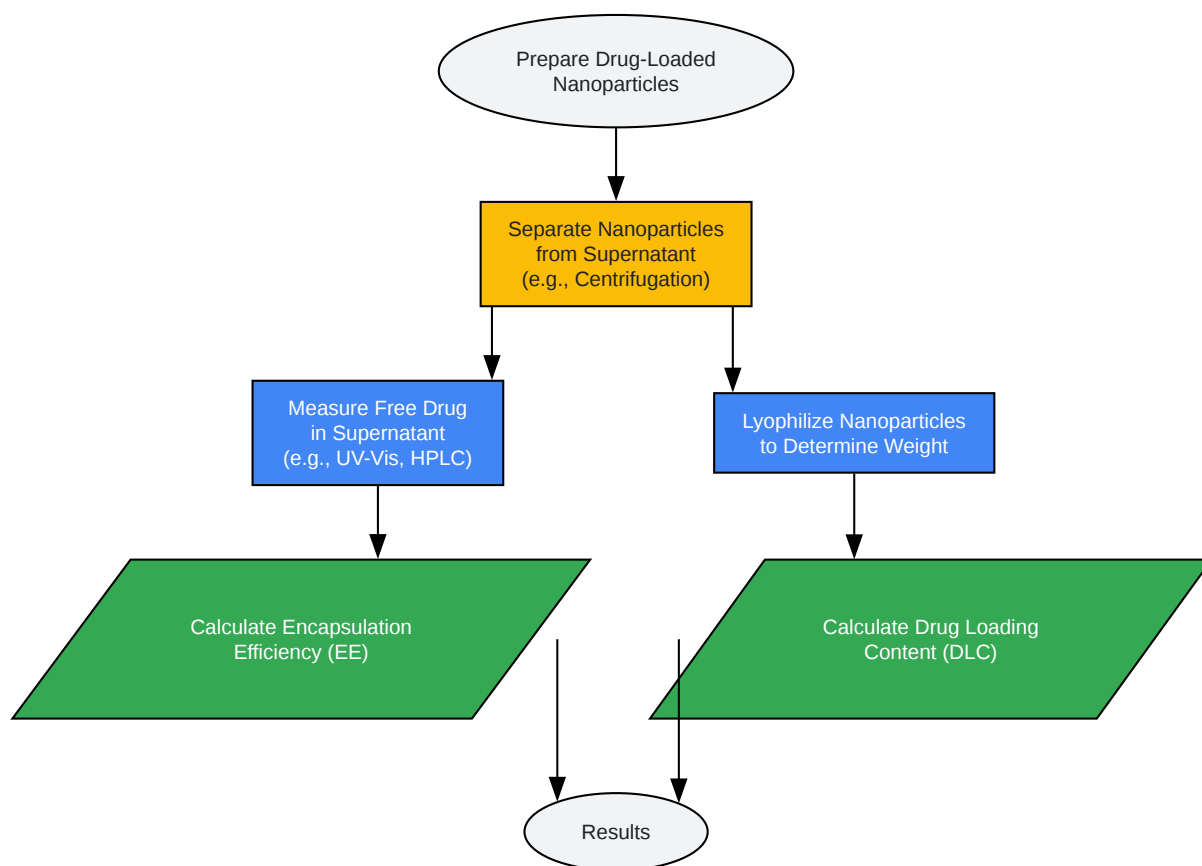 Prepare Drug-Loaded
Nanoparticles
Separate Nanoparticles
from Supernatant
(e.g., Centrifugation)
Measure Free Drug
in Supernatant
(e.g., UV-Vis, HPLC)
Lyophilize Nanoparticles
to Determine Weight
Calculate Encapsulation
Efficiency (EE)
Calculate Drug Loading
Content (DLC)
Results